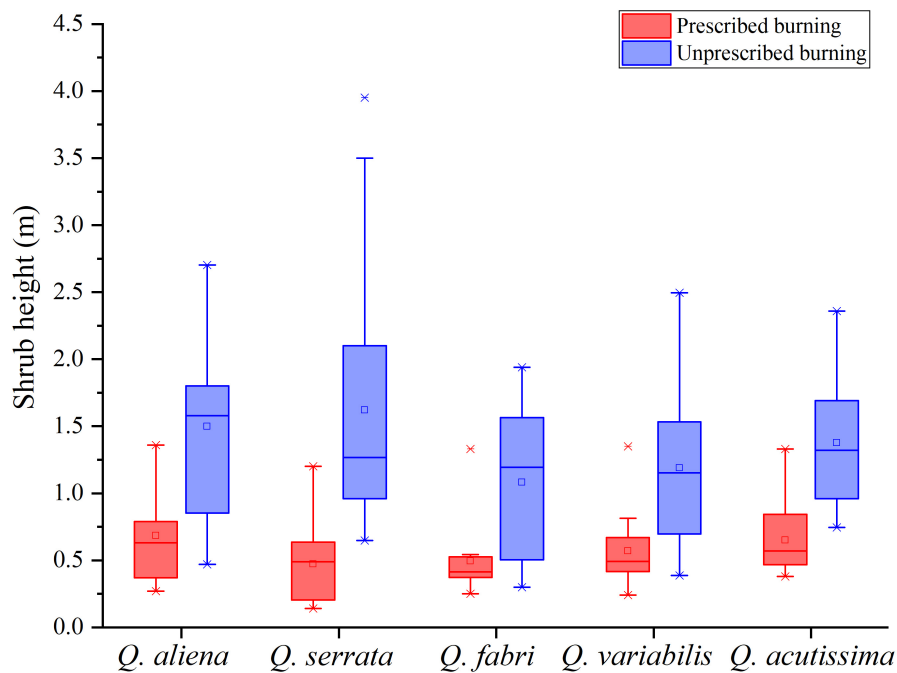 Prescribed burning
Unprescribed burning
Shrub height (m)
4.5
4.0
3.5
3.0
2.5
2.0
1.5
1.0
0.5
0.0
Q. aliena
Q. serrata
Q. fabri
Q. variabilis
Q. acutissima